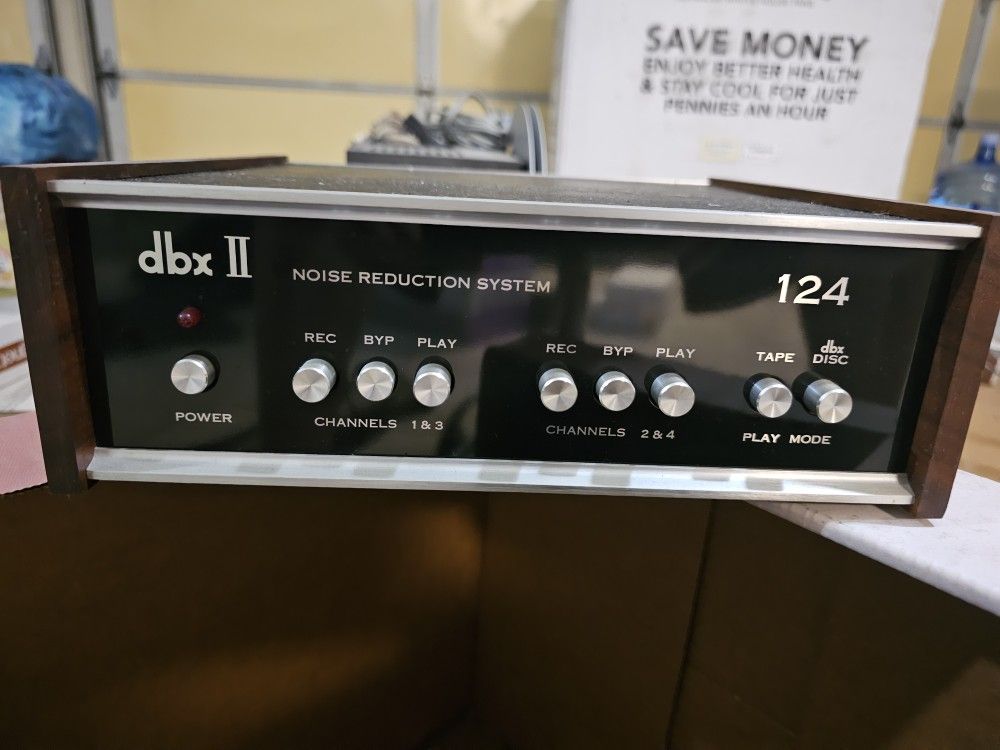 SAVE MONEY
ENJOY BETTER HEALTH
& STAY COOL FOR JUST
PENNIES AN HOUR
dbx II
NOISE REDUCTION SYSTEM
124
REC BYP PLAY
REC BYP PLAY
TAPE dbx DISC
POWER
CHANNELS 1 & 3
CHANNELS 2 & 4
PLAY MODE